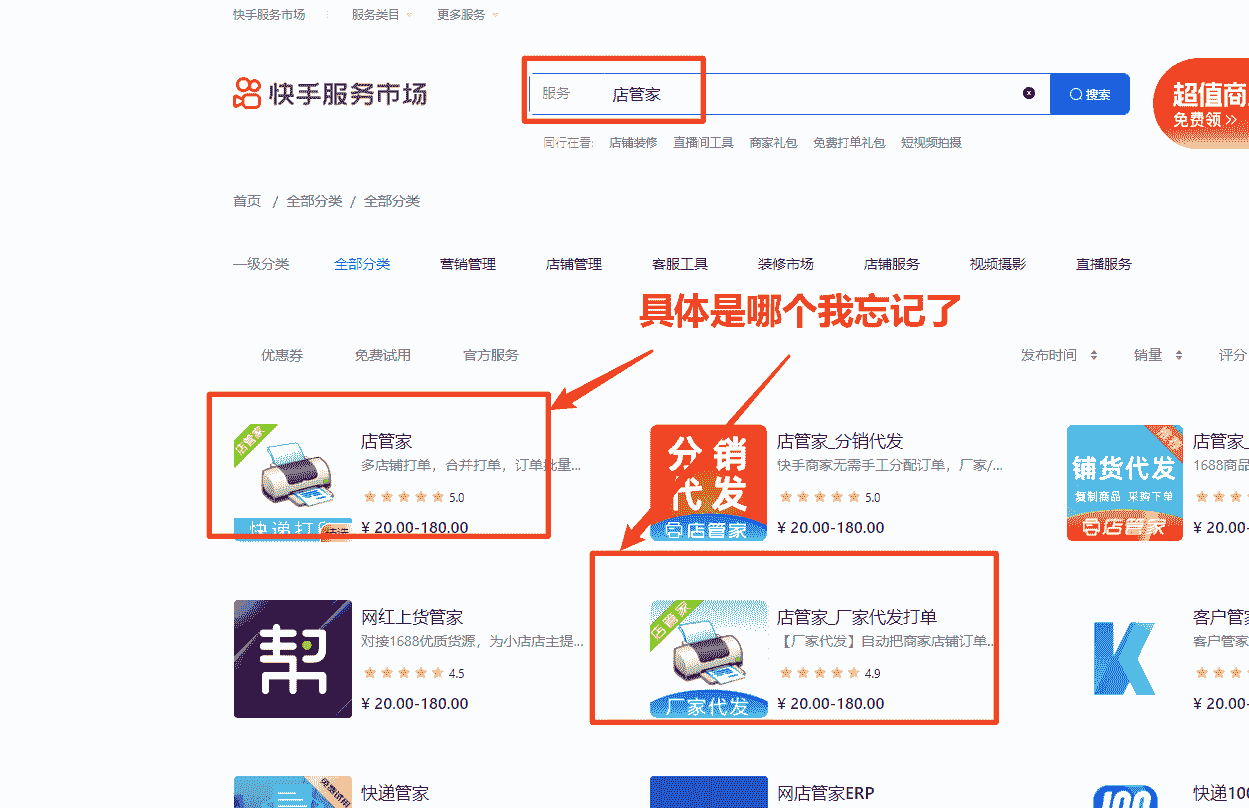 快手服务市场 服务类目 更多服务
快手服务市场
服务 店管家
搜索
超值商
免费领 »
同行在看: 店铺装修 直播间工具 商家礼包 免费打单礼包 短视频拍摄
首页 / 全部分类 / 全部分类
一级分类 全部分类 营销管理 店铺管理 客服工具 装修市场 店铺服务 视频摄影 直播服务
具体是哪个我忘记了
优惠券 免费试用 官方服务 发布时间 销量 评分
店管家
快递打
精选
店管家
多店铺打单，合并打单，订单批量...
5.0
¥ 20.00-180.00
分销
代发
店管家
店管家_分销代发
快手商家无需手工分配订单，厂家/...
5.0
¥ 20.00-180.00
铺货代发
复制商品 采购下单
店管家
店管家_
1688商品
¥ 20.00-
帮
网红上货管家
对接1688优质货源，为小店店主提...
4.5
¥ 20.00-180.00
店管家
厂家代发
店管家_厂家代发打单
【厂家代发】自动把商家店铺订单...
4.9
¥ 20.00-180.00
K
客户管
客户管家
¥ 20.00-
免费试用
快递管家
网店管家ERP
100
快递100